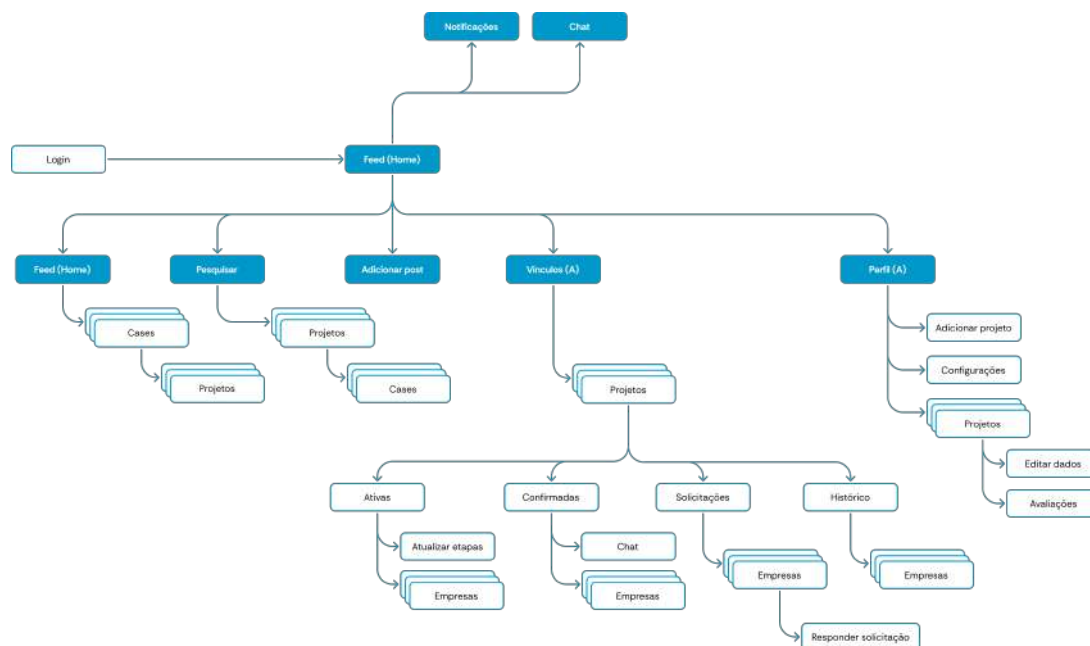 Notificações
Chat
Login
Feed (Home)
Feed (Home)
Pesquisar
Adicionar post
Vínculos (A)
Perfil (A)
Cases
Projetos
Adicionar projeto
Projetos
Cases
Projetos
Configurações
Projetos
Editar dados
Avaliações
Ativas
Confirmadas
Solicitações
Histórico
Atualizar etapas
Chat
Empresas
Empresas
Empresas
Empresas
Responder solicitação